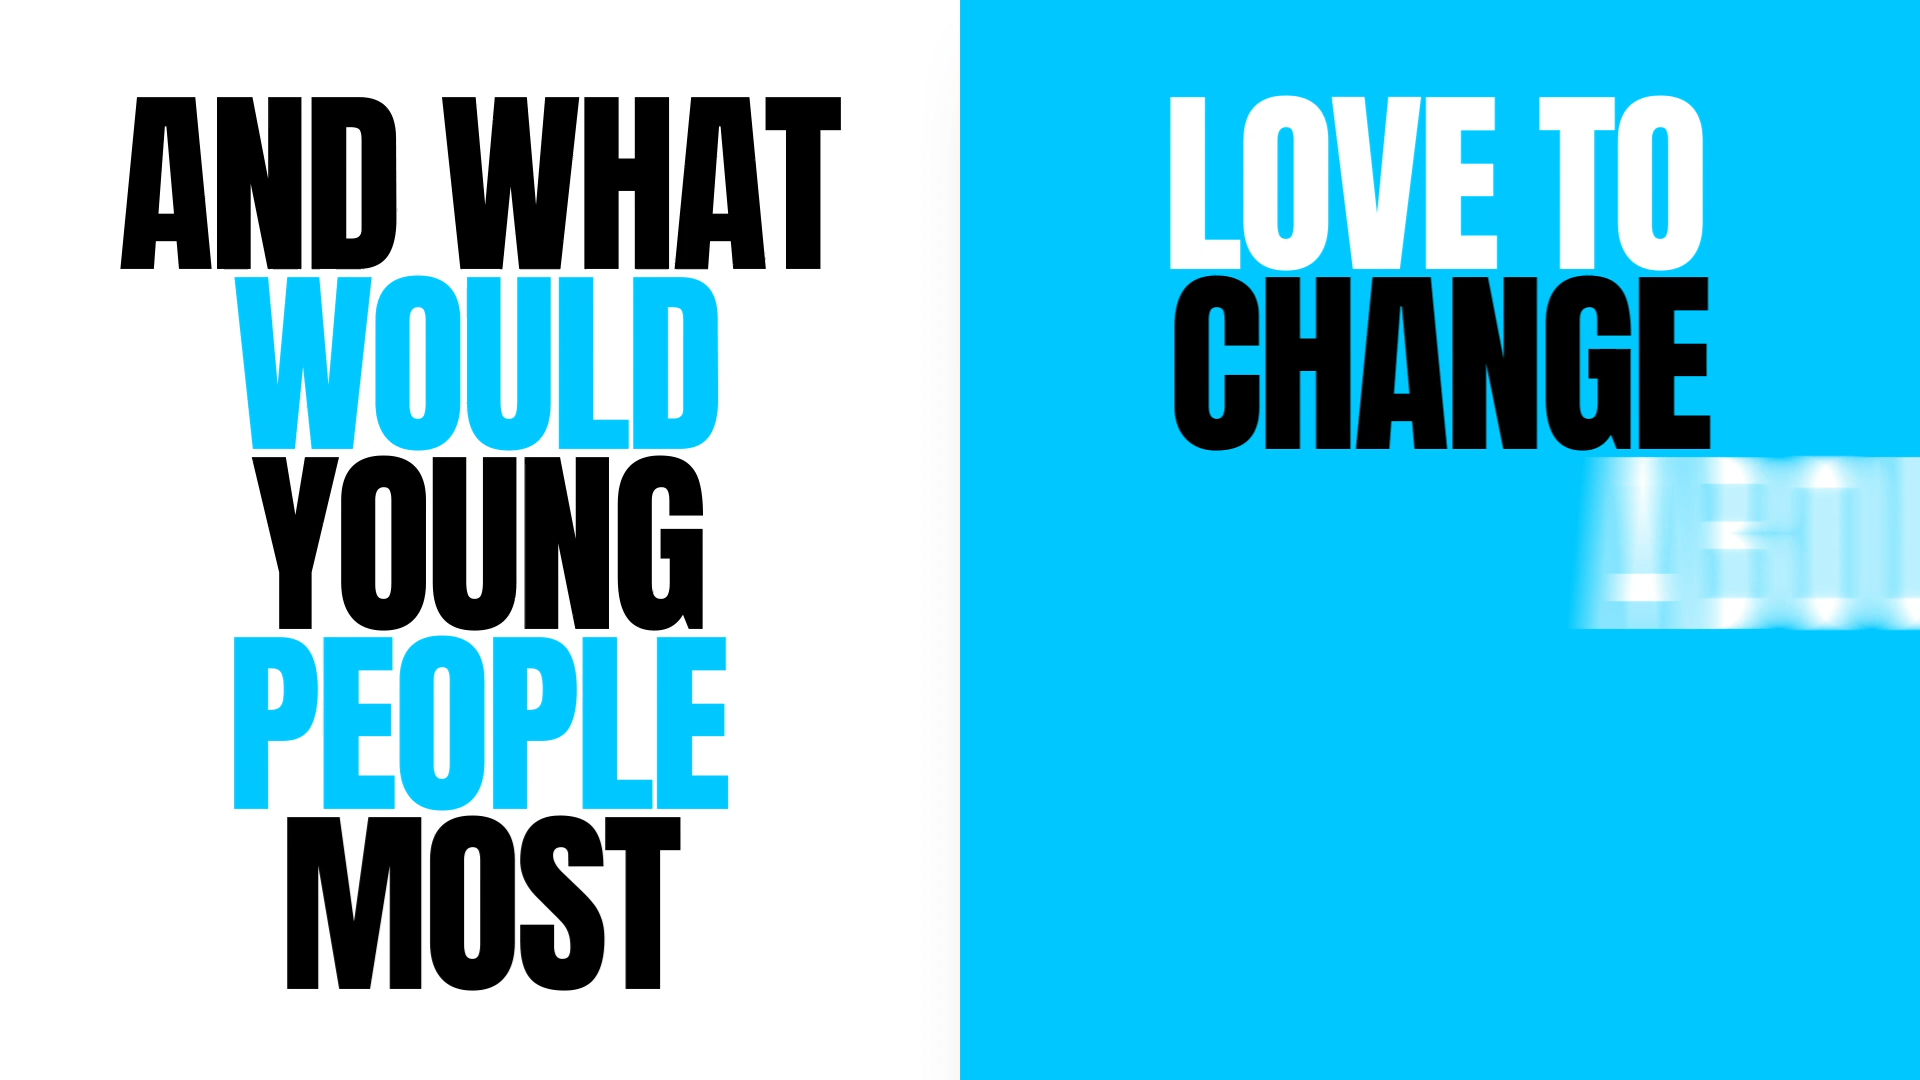 AND WHAT
WOULD
YOUNG
PEOPLE
MOST
LOVE TO
CHANGE